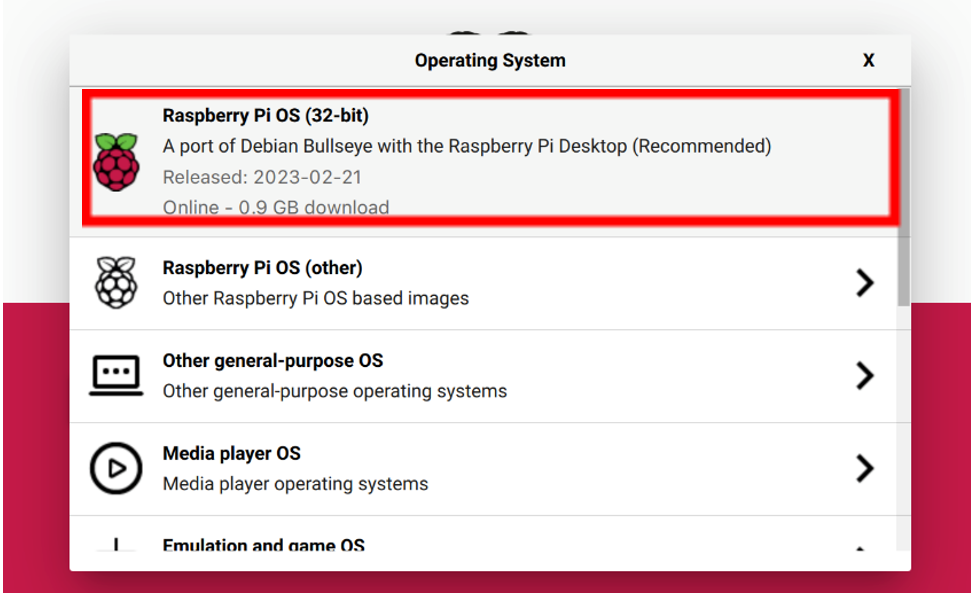 Operating System X
Raspberry Pi OS (32-bit)
A port of Debian Bullseye with the Raspberry Pi Desktop (Recommended)
Released: 2023-02-21
Online - 0.9 GB download
Raspberry Pi OS (other)
Other Raspberry Pi OS based images
Other general-purpose OS
Other general-purpose operating systems
Media player OS
Media player operating systems
Emulation and game OS